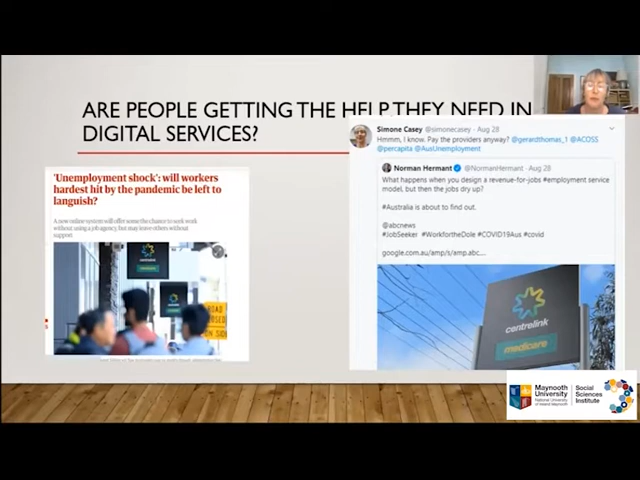 ARE PEOPLE GETTING THE HELP THEY NEED IN
DIGITAL SERVICES?
'Unemployment shock': will workers
hardest hit by the pandemic be left to
languish?
A new online system will offer some the chance to seek work
without using a job agency, but may leave others without
support
centrelink
Simone Casey @simonecasey · Aug 28
Hmmm, I know. Pay the providers anyway? @gerardthomas_1 @ACOSS
@percapita @AusUnemployment
Norman Hermant @NormanHermant · Aug 28
What happens when you design a revenue-for-jobs #employment service
model, but then the jobs dry up?
#Australia is about to find out.
@abcnews
#JobSeeker #WorkfortheDole #COVID19Aus #covid
google.com.au/amp/s/amp.abc....
centrelink
medicare
Maynooth
University
National University
of Ireland Maynooth
Social
Sciences
Institute